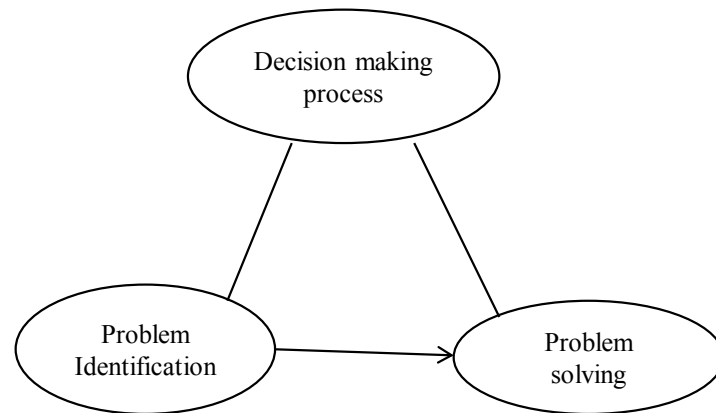 Decision making
process
Problem
Identification
Problem
solving